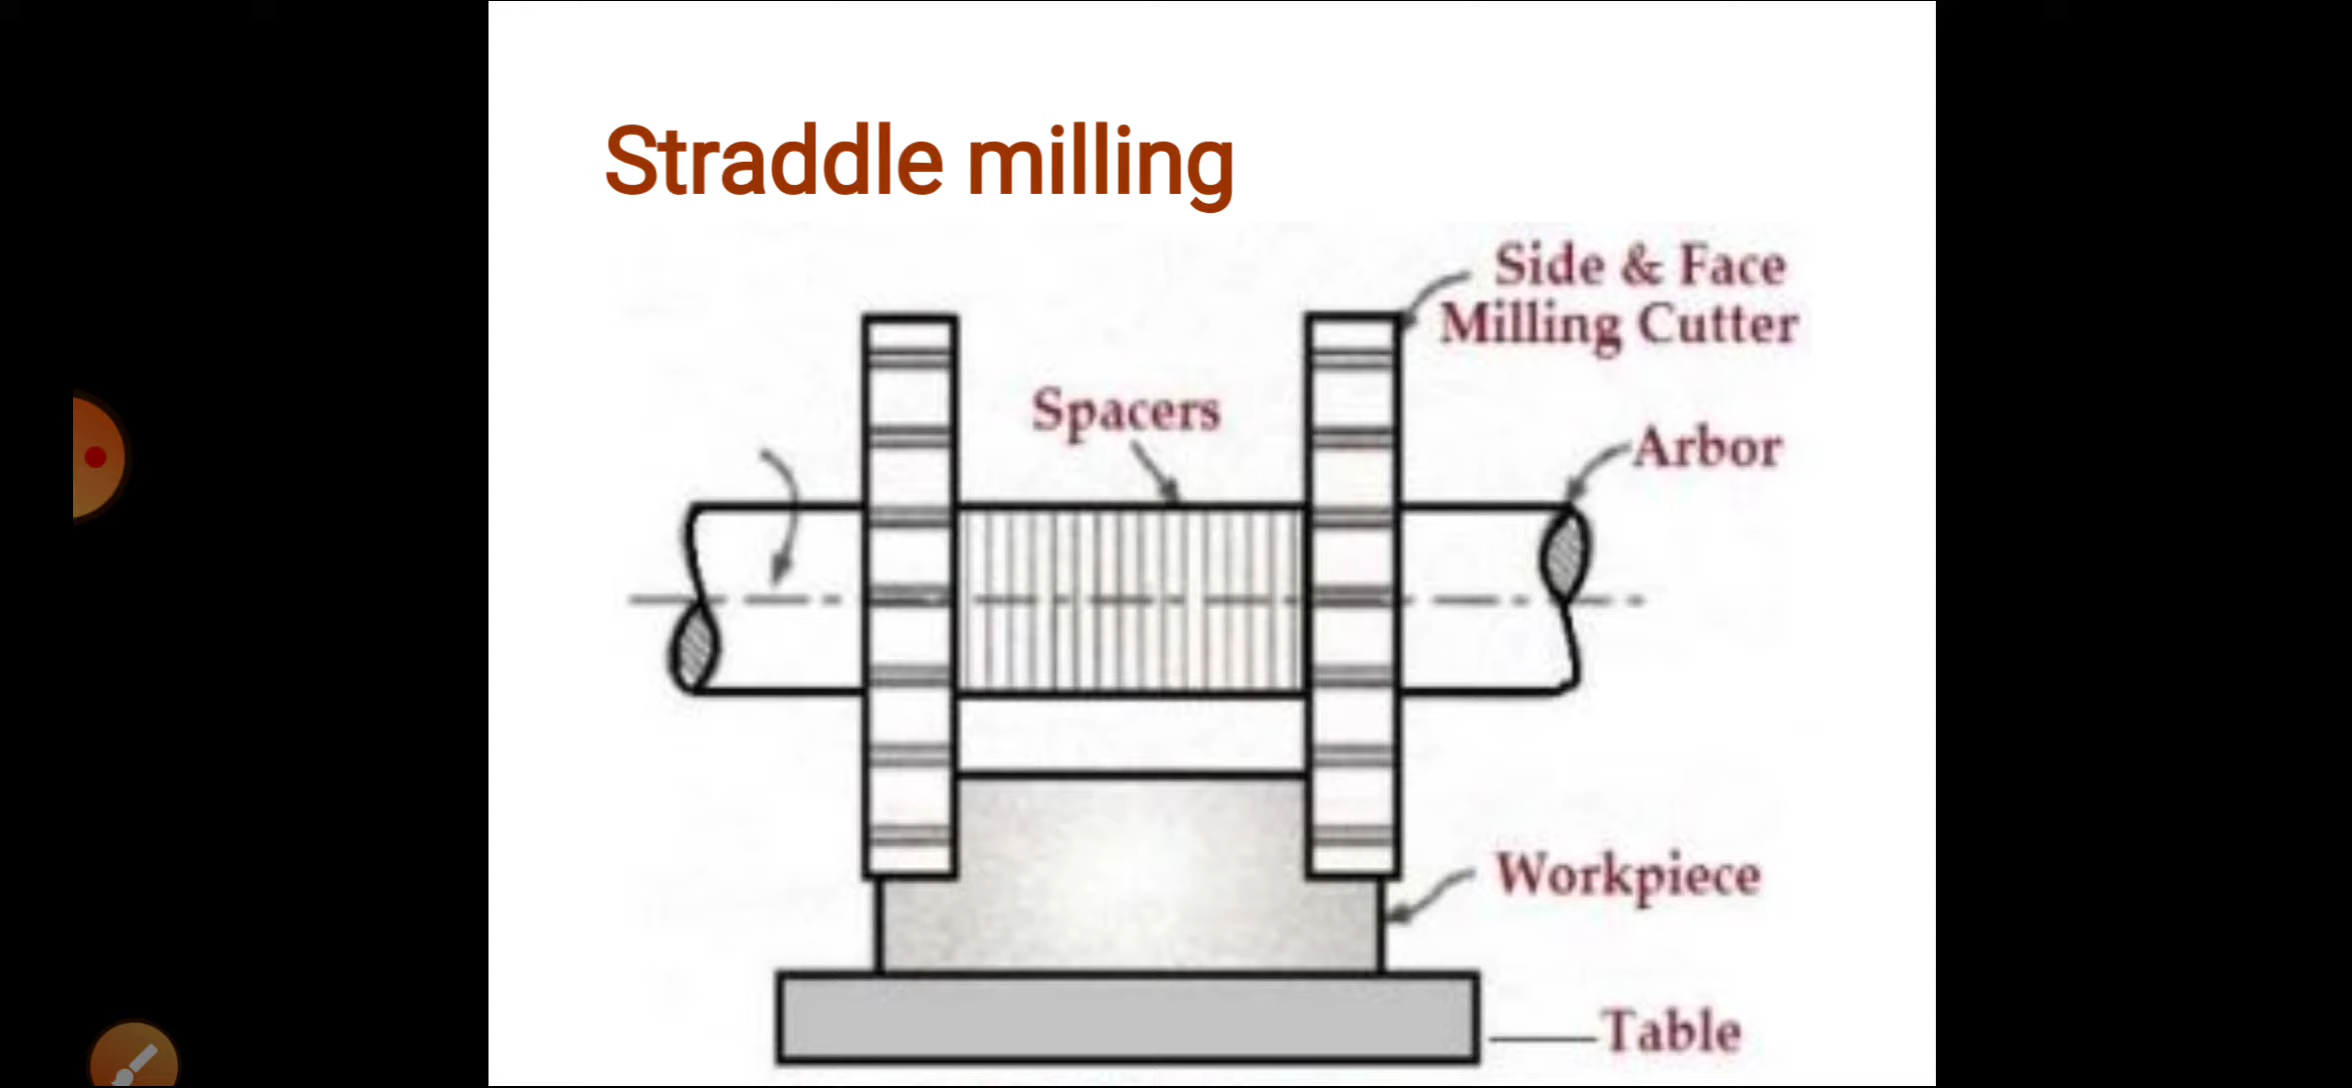 Straddle milling
Side & Face
Milling Cutter
Spacers
Arbor
Workpiece
Table